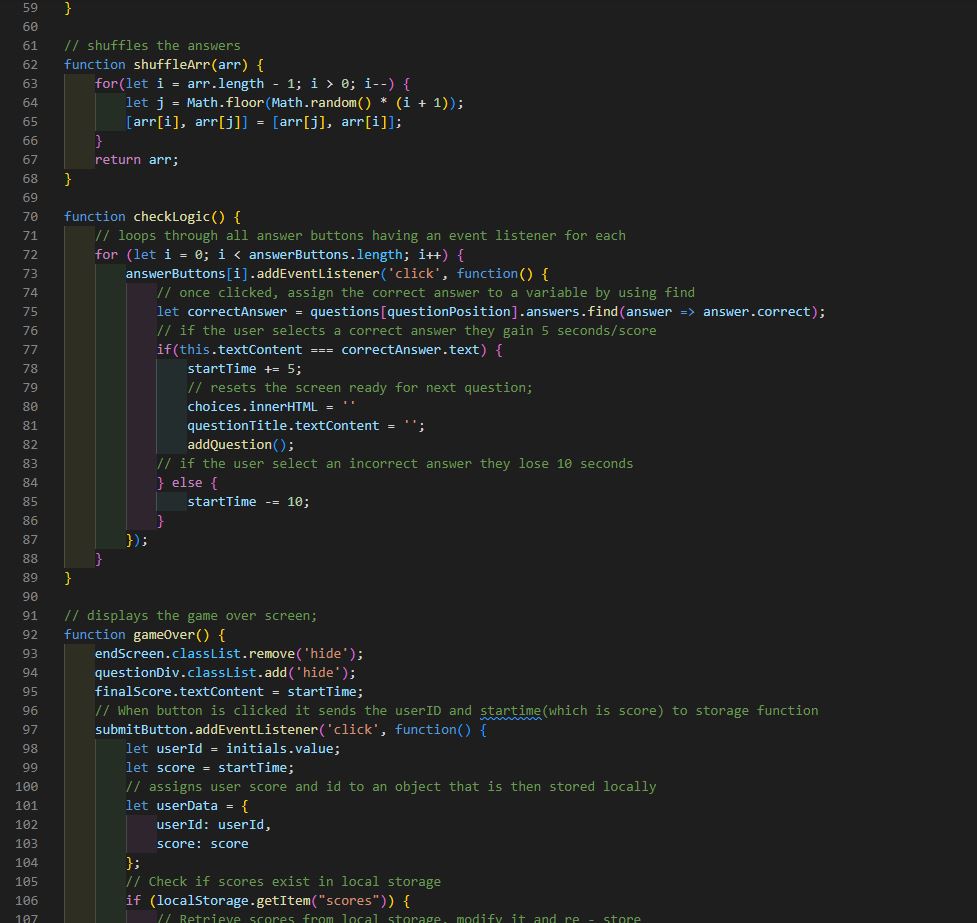 59 }
60
61 // shuffles the answers
62 function shuffleArr(arr) {
63     for(let i = arr.length - 1; i > 0; i--) {
64         let j = Math.floor(Math.random() * (i + 1));
65         [arr[i], arr[j]] = [arr[j], arr[i]];
66     }
67     return arr;
68 }
69
70 function checkLogic() {
71     // loops through all answer buttons having an event listener for each
72     for (let i = 0; i < answerButtons.length; i++) {
73         answerButtons[i].addEventListener('click', function() {
74             // once clicked, assign the correct answer to a variable by using find
75             let correctAnswer = questions[questionPosition].answers.find(answer => answer.correct);
76             // if the user selects a correct answer they gain 5 seconds/score
77             if(this.textContent === correctAnswer.text) {
78                 startTime += 5;
79                 // resets the screen ready for next question;
80                 choices.innerHTML = ''
81                 questionTitle.textContent = '';
82                 addQuestion();
83             // if the user select an incorrect answer they lose 10 seconds
84             } else {
85                 startTime -= 10;
86             }
87         });
88     }
89 }
90
91 // displays the game over screen;
92 function gameOver() {
93     endScreen.classList.remove('hide');
94     questionDiv.classList.add('hide');
95     finalScore.textContent = startTime;
96     // When button is clicked it sends the userID and startime(which is score) to storage function
97     submitButton.addEventListener('click', function() {
98         let userId = initials.value;
99         let score = startTime;
100         // assigns user score and id to an object that is then stored locally
101         let userData = {
102             userId: userId,
103             score: score
104         };
105         // Check if scores exist in local storage
106         if (localStorage.getItem("scores")) {
107             // Retrieve scores from local storage, modify it and re - store